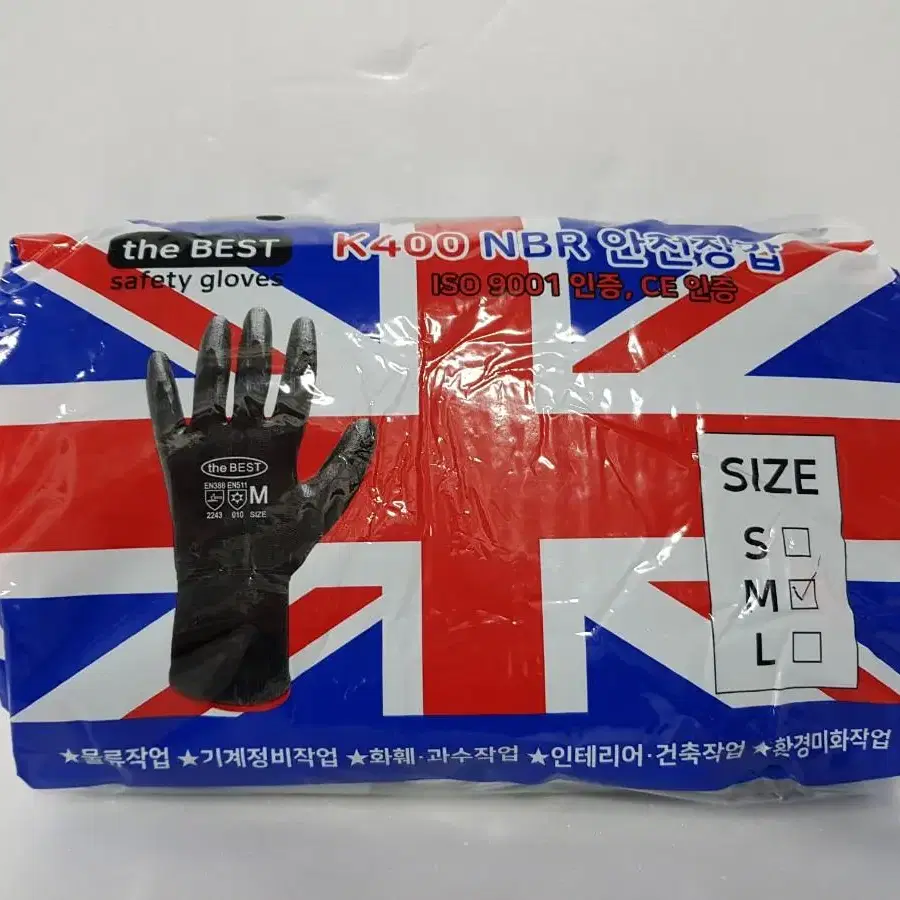 the BEST
safety gloves
K400 NBR 안전장갑
ISO 9001 인증, CE 인증
the BEST
EN388 EN511
M
2243 010 SIZE
SIZE
S
M
L
★물류작업 ★기계정비작업 ★화훼·과수작업 ★인테리어·건축작업 ★환경미화작업